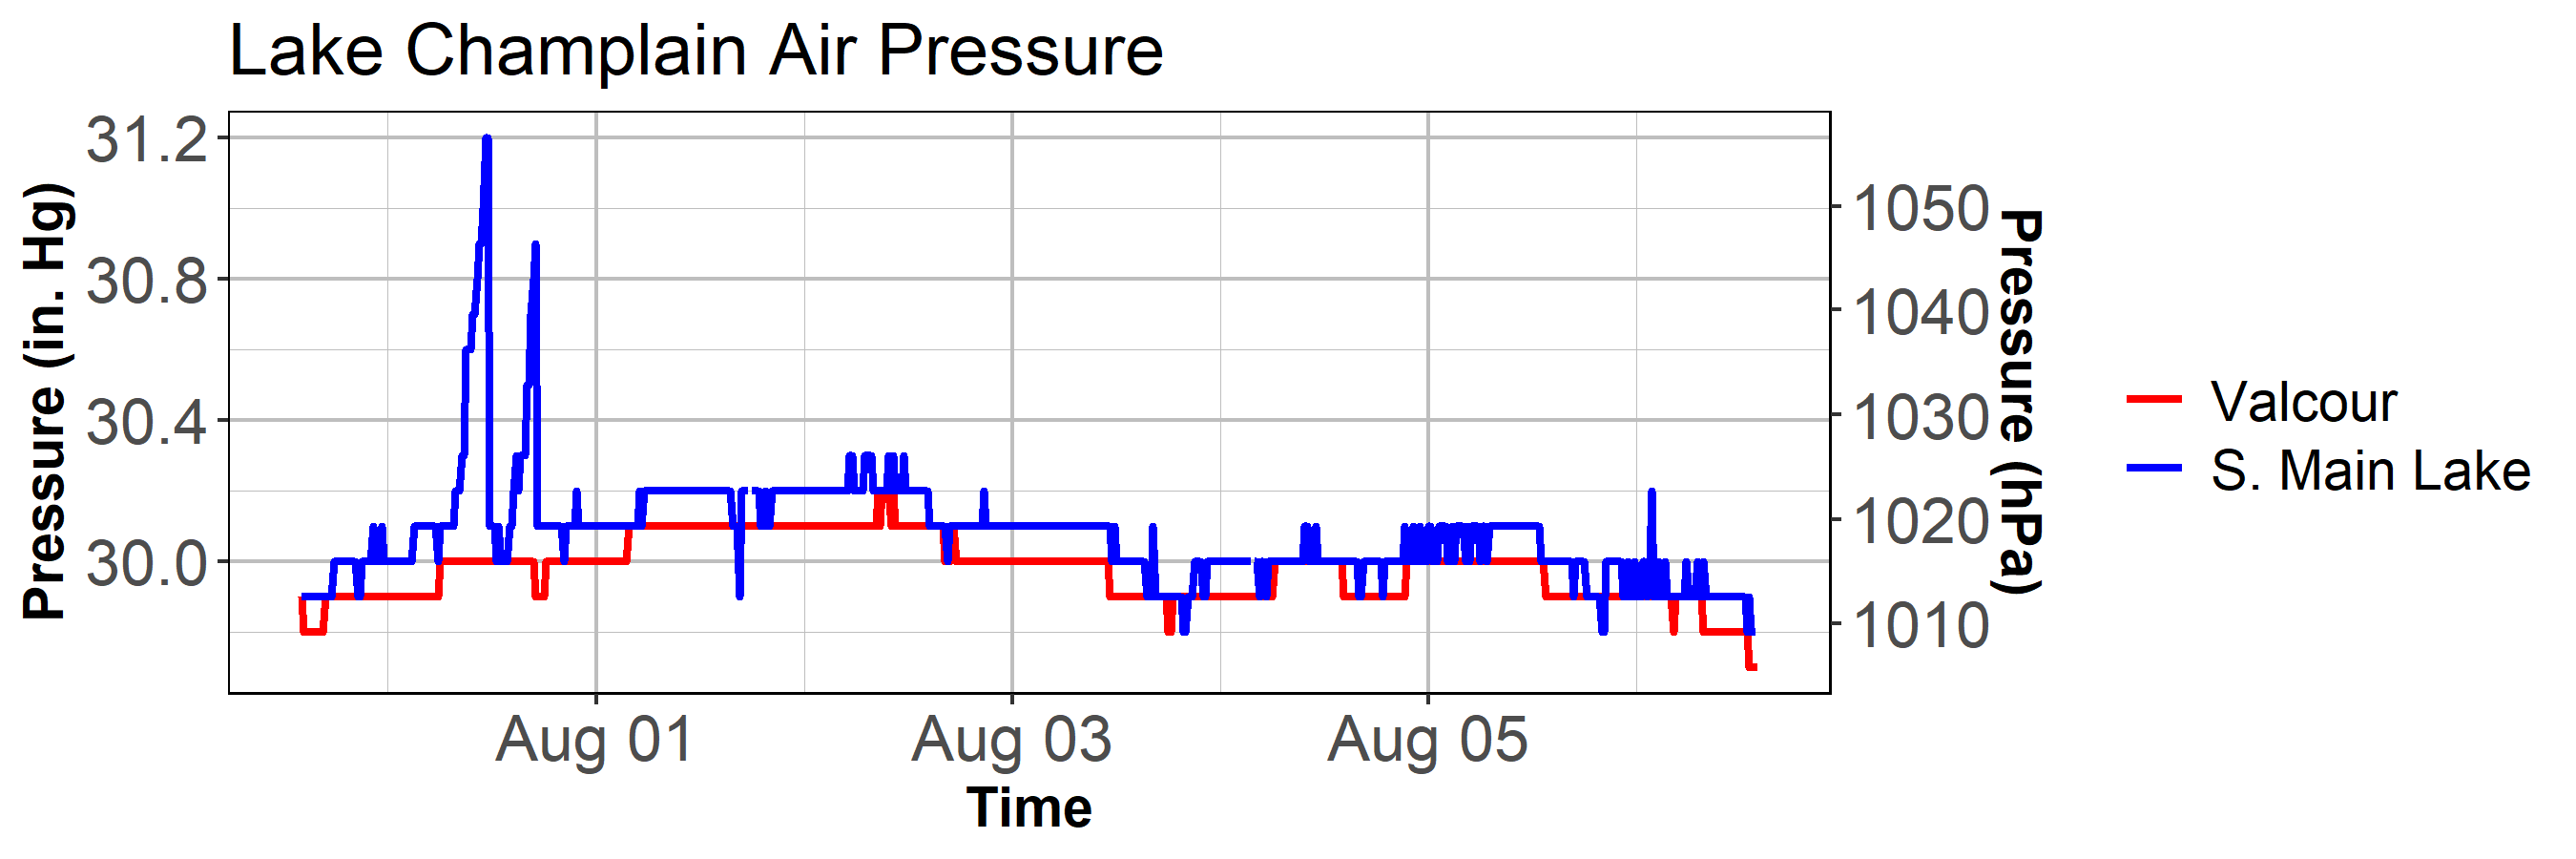 Lake Champlain Air Pressure
31.2
30.8
30.4
30.0
Pressure (in. Hg)
1050
1040
1030
1020
1010
Pressure (hPa)
Aug 01
Aug 03
Aug 05
Time
Valcour
S. Main Lake